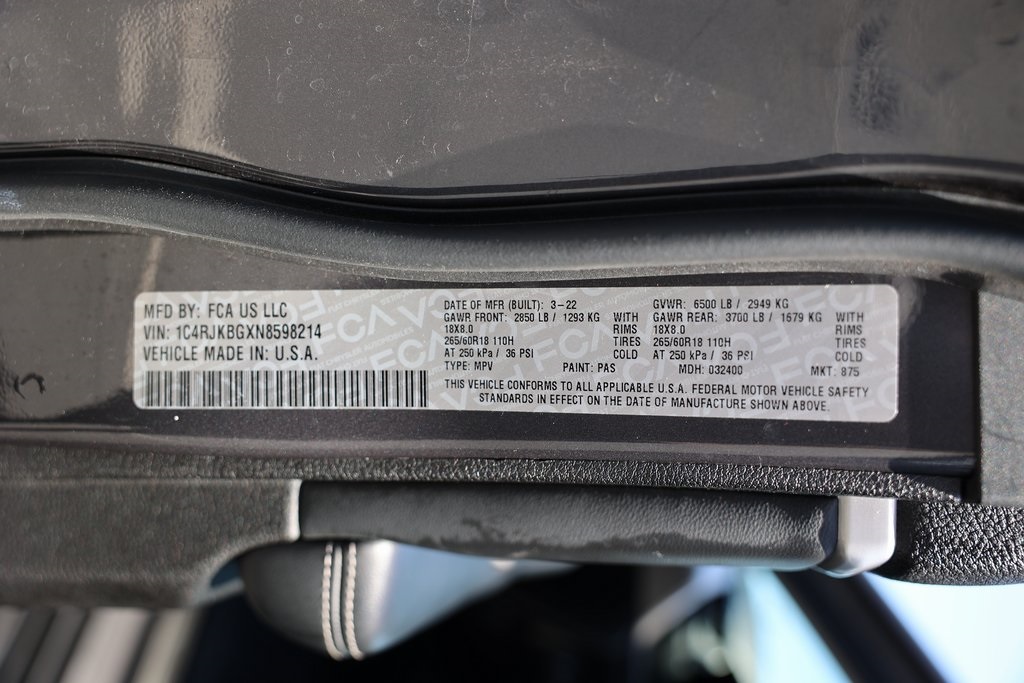 MFD BY: FCA US LLC
VIN: 1C4RJKBGXN8598214
VEHICLE MADE IN: U.S.A.
DATE OF MFR (BUILT): 3-22
GAWR FRONT: 2850 LB / 1293 KG WITH
18X8.0 RIMS
265/60R18 110H TIRES
AT 250 kPa / 36 PSI COLD
TYPE: MPV PAINT: PAS
GVWR: 6500 LB / 2949 KG
GAWR REAR: 3700 LB / 1679 KG WITH
18X8.0 RIMS
265/60R18 110H TIRES
AT 250 kPa / 36 PSI COLD
MDH: 032400 MKT: 875
THIS VEHICLE CONFORMS TO ALL APPLICABLE U.S.A. FEDERAL MOTOR VEHICLE SAFETY
STANDARDS IN EFFECT ON THE DATE OF MANUFACTURE SHOWN ABOVE.